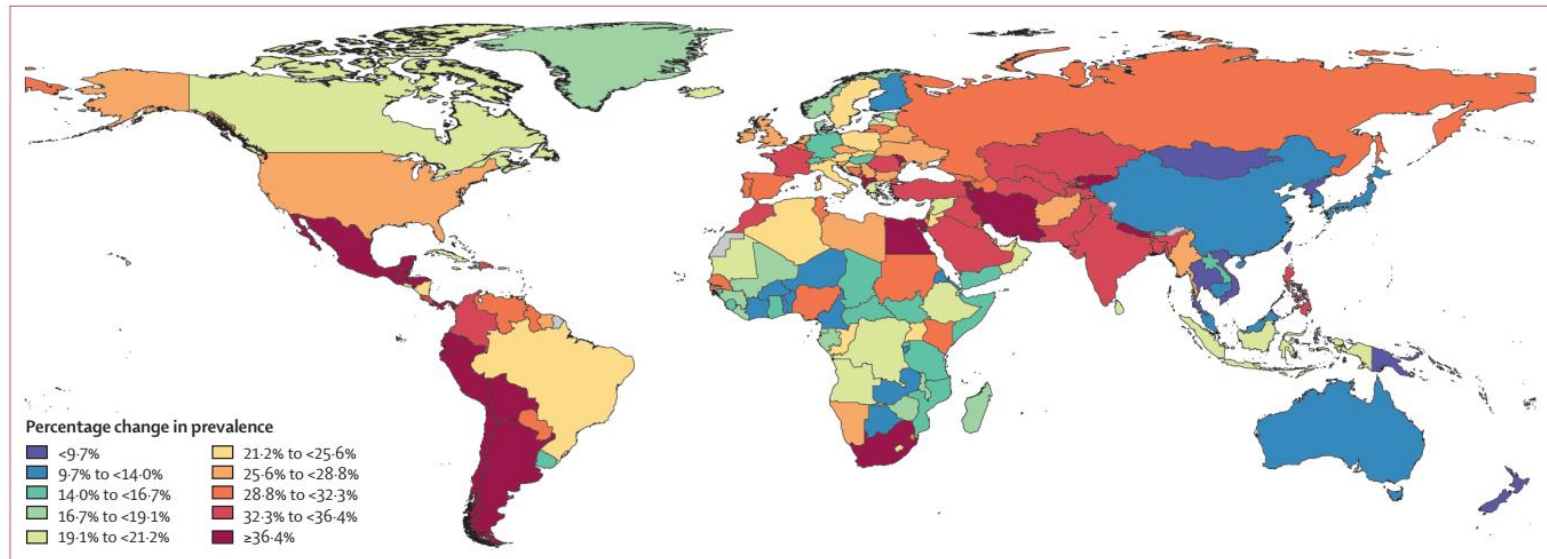 Percentage change in prevalence
<9·7%
9·7% to <14·0%
14·0% to <16·7%
16·7% to <19·1%
19·1% to <21·2%
21·2% to <25·6%
25·6% to <28·8%
28·8% to <32·3%
32·3% to <36·4%
≥36·4%